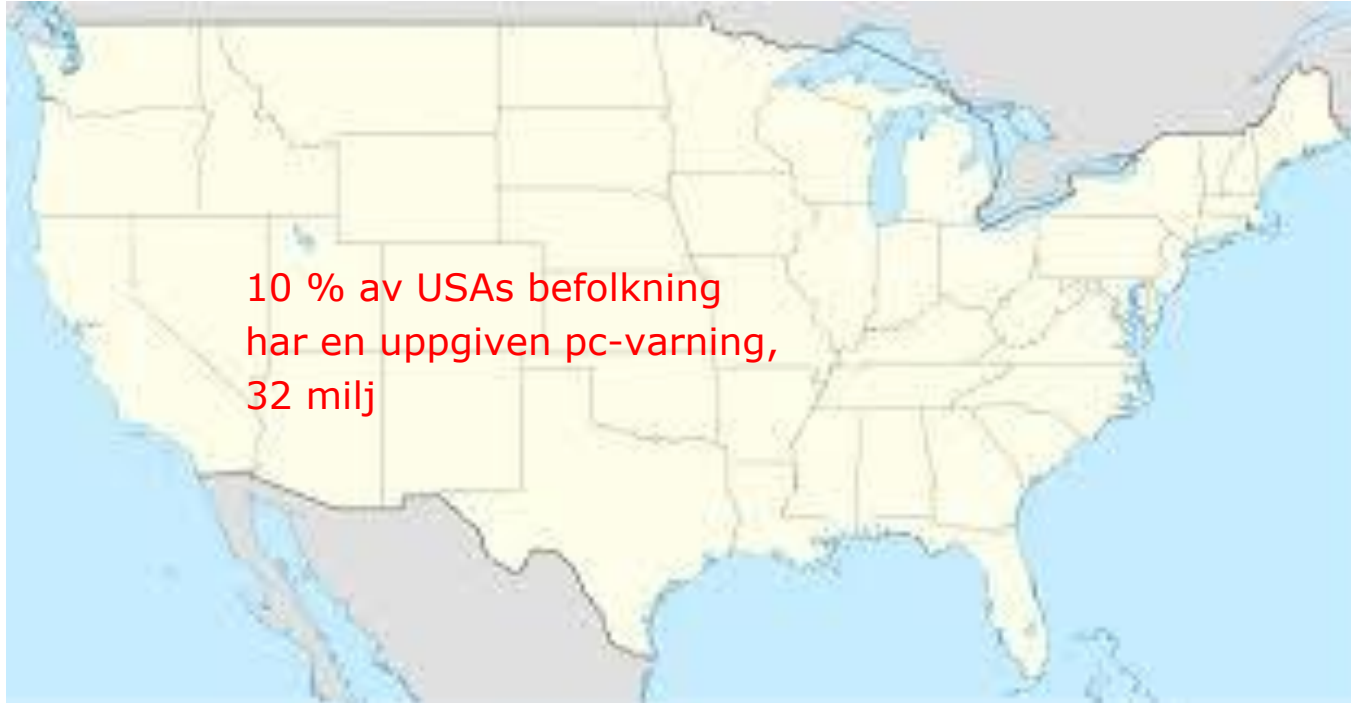 10 % av USAs befolkning
har en uppgiven pc-varning,
32 milj